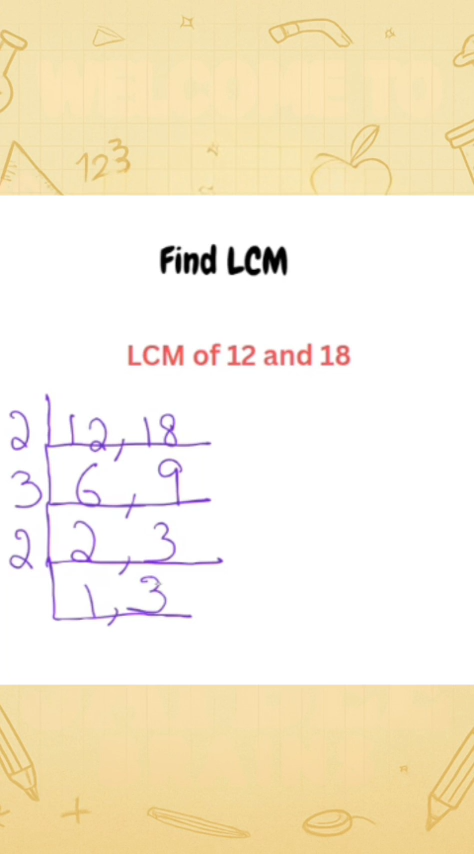 123
Find LCM
LCM of 12 and 18
2 12, 18
3 6, 9
2 2, 3
1, 3